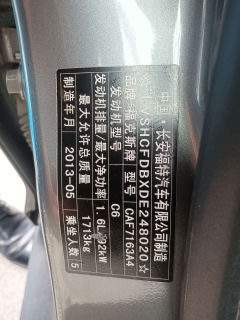 中国·长安福特汽车有限公司制造
VSHCFDBXDE248020☆
品牌 福克斯牌 型号 CAF7163A4
发动机型号 C6
发动机排量 最大净功率 1.6L 92kW
最大允许总质量 1713kg
制造年月 2013-05 乘坐人数 5